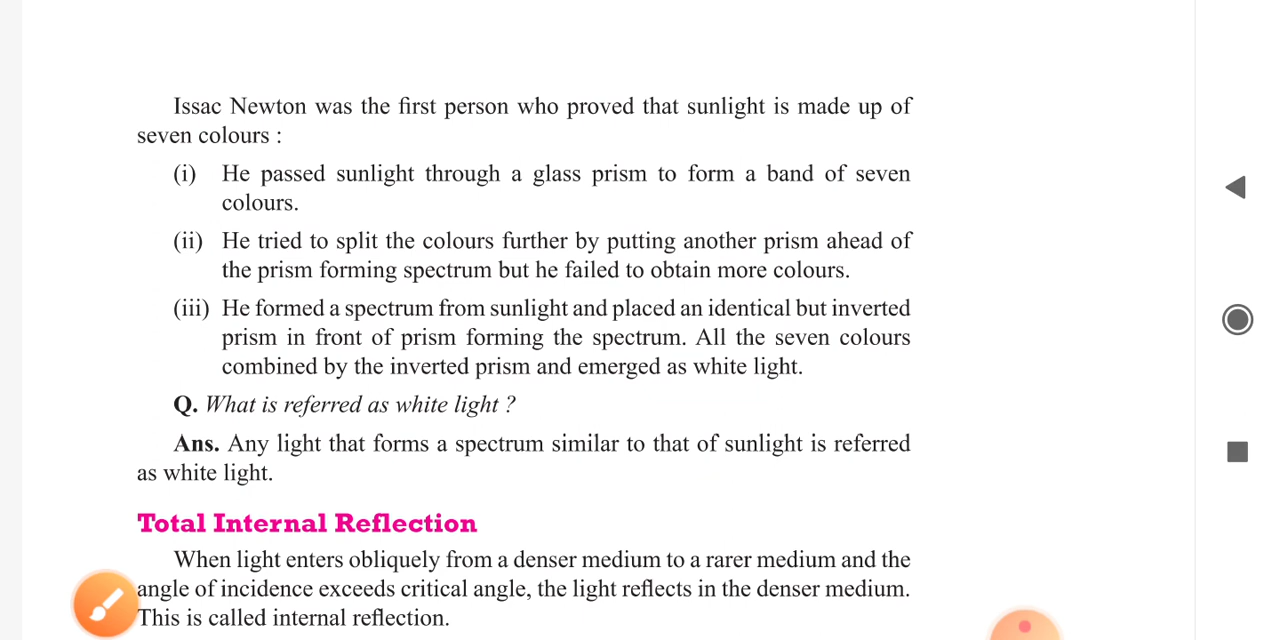 Issac Newton was the first person who proved that sunlight is made up of
seven colours :
(i) He passed sunlight through a glass prism to form a band of seven
colours.
(ii) He tried to split the colours further by putting another prism ahead of
the prism forming spectrum but he failed to obtain more colours.
(iii) He formed a spectrum from sunlight and placed an identical but inverted
prism in front of prism forming the spectrum. All the seven colours
combined by the inverted prism and emerged as white light.
Q. What is referred as white light ?
Ans. Any light that forms a spectrum similar to that of sunlight is referred
as white light.
Total Internal Reflection
When light enters obliquely from a denser medium to a rarer medium and the
angle of incidence exceeds critical angle, the light reflects in the denser medium.
This is called internal reflection.